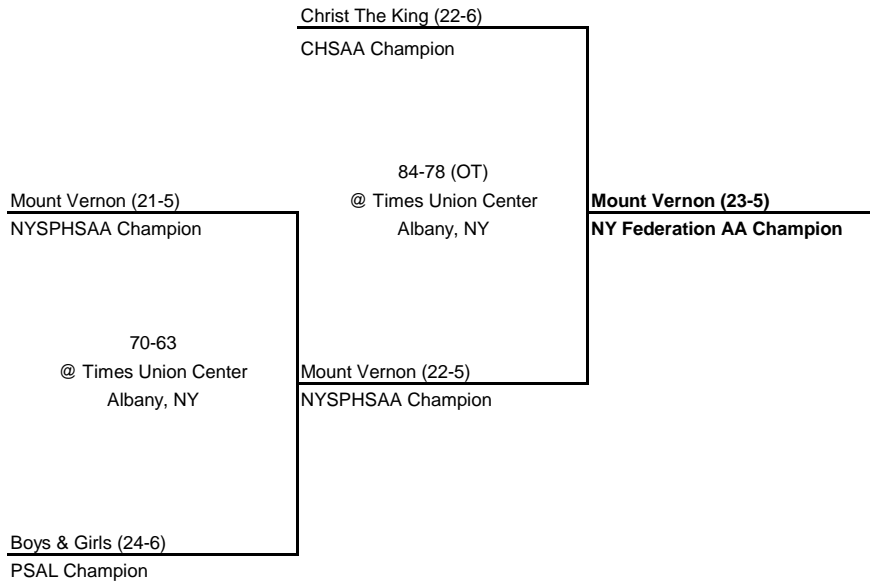 Christ The King (22-6)
CHSAA Champion
84-78 (OT)
@ Times Union Center
Albany, NY
Mount Vernon (21-5)
NYSPHSAA Champion
Mount Vernon (23-5)
NY Federation AA Champion
70-63
@ Times Union Center
Albany, NY
Mount Vernon (22-5)
NYSPHSAA Champion
Boys & Girls (24-6)
PSAL Champion